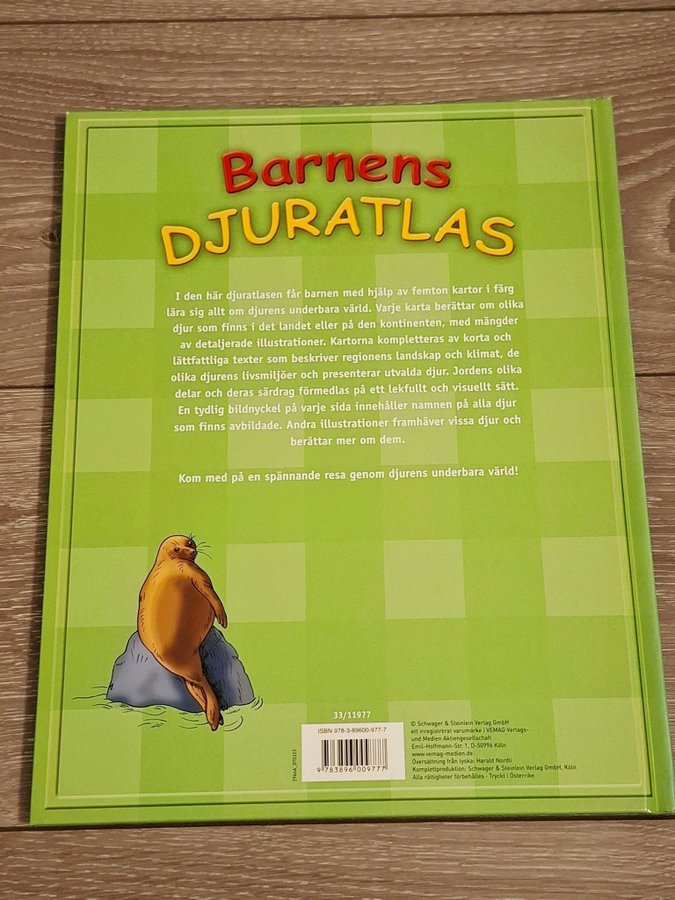 Barnens
DJURATLAS
I den här djuratlasen får barnen med hjälp av femton kartor i färg
lära sig allt om djurens underbara värld. Varje karta berättar om olika
djur som finns i det landet eller på den kontinenten, med mängder
av detaljerade illustrationer. Kartorna kompletteras av korta och
lättfattliga texter som beskriver regionens landskap och klimat, de
olika djurens livsmiljöer och presenterar utvalda djur. Jordens olika
delar och deras särdrag förmedlas på ett lekfullt och visuellt sätt.
En tydlig bildnyckel på varje sida innehåller namnen på alla djur
som finns avbildade. Andra illustrationer framhäver vissa djur och
berättar mer om dem.
Kom med på en spännande resa genom djurens underbara värld!
33/11977
ISBN 978-3-89600-977-7
9 783896 009777
© Schwager & Steinlein Verlag GmbH
ett inregistrerat varumärke i VEMAG Verlags-
und Medien Aktiengesellschaft
Emil-Hoffmann-Str. 1, D-50996 Köln
www.vemag-medien.de
Översättning från tyska: Harald Nordli
Komplettproduktion: Schwager & Steinlein Verlag GmbH, Köln
Alla rättigheter förbehålles - Tryckt i Österrike